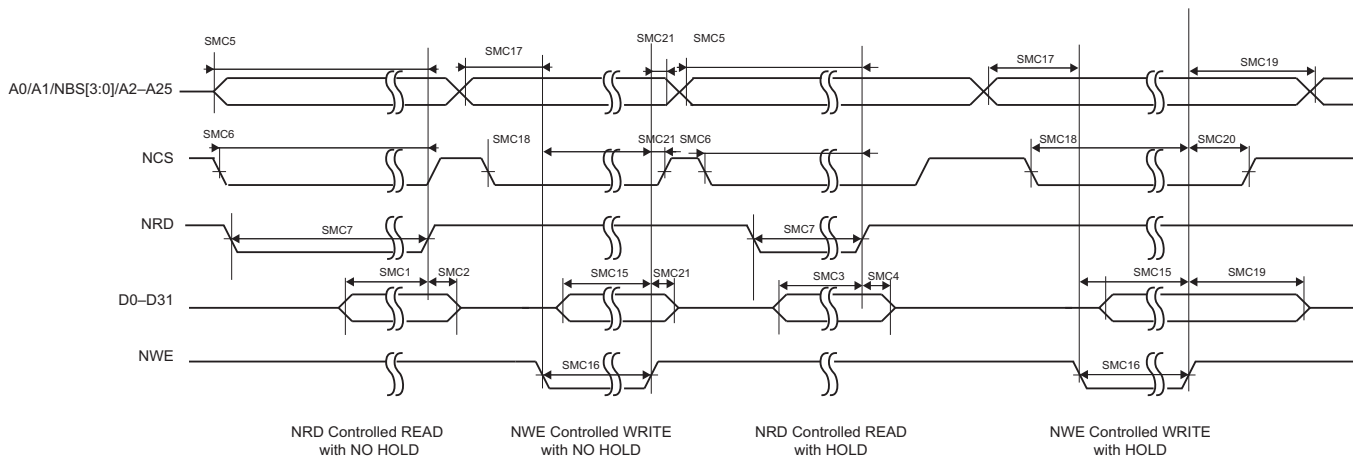 SMC5
SMC17
SMC21
SMC5
SMC17
SMC19
A0/A1/NBS[3:0]/A2–A25
SMC6
SMC18
SMC21
SMC6
SMC18
SMC20
NCS
NRD
SMC7
SMC7
SMC1
SMC2
SMC15
SMC21
SMC3
SMC4
SMC15
SMC19
D0–D31
NWE
SMC16
SMC16
NRD Controlled READ
with NO HOLD
NWE Controlled WRITE
with NO HOLD
NRD Controlled READ
with HOLD
NWE Controlled WRITE
with HOLD